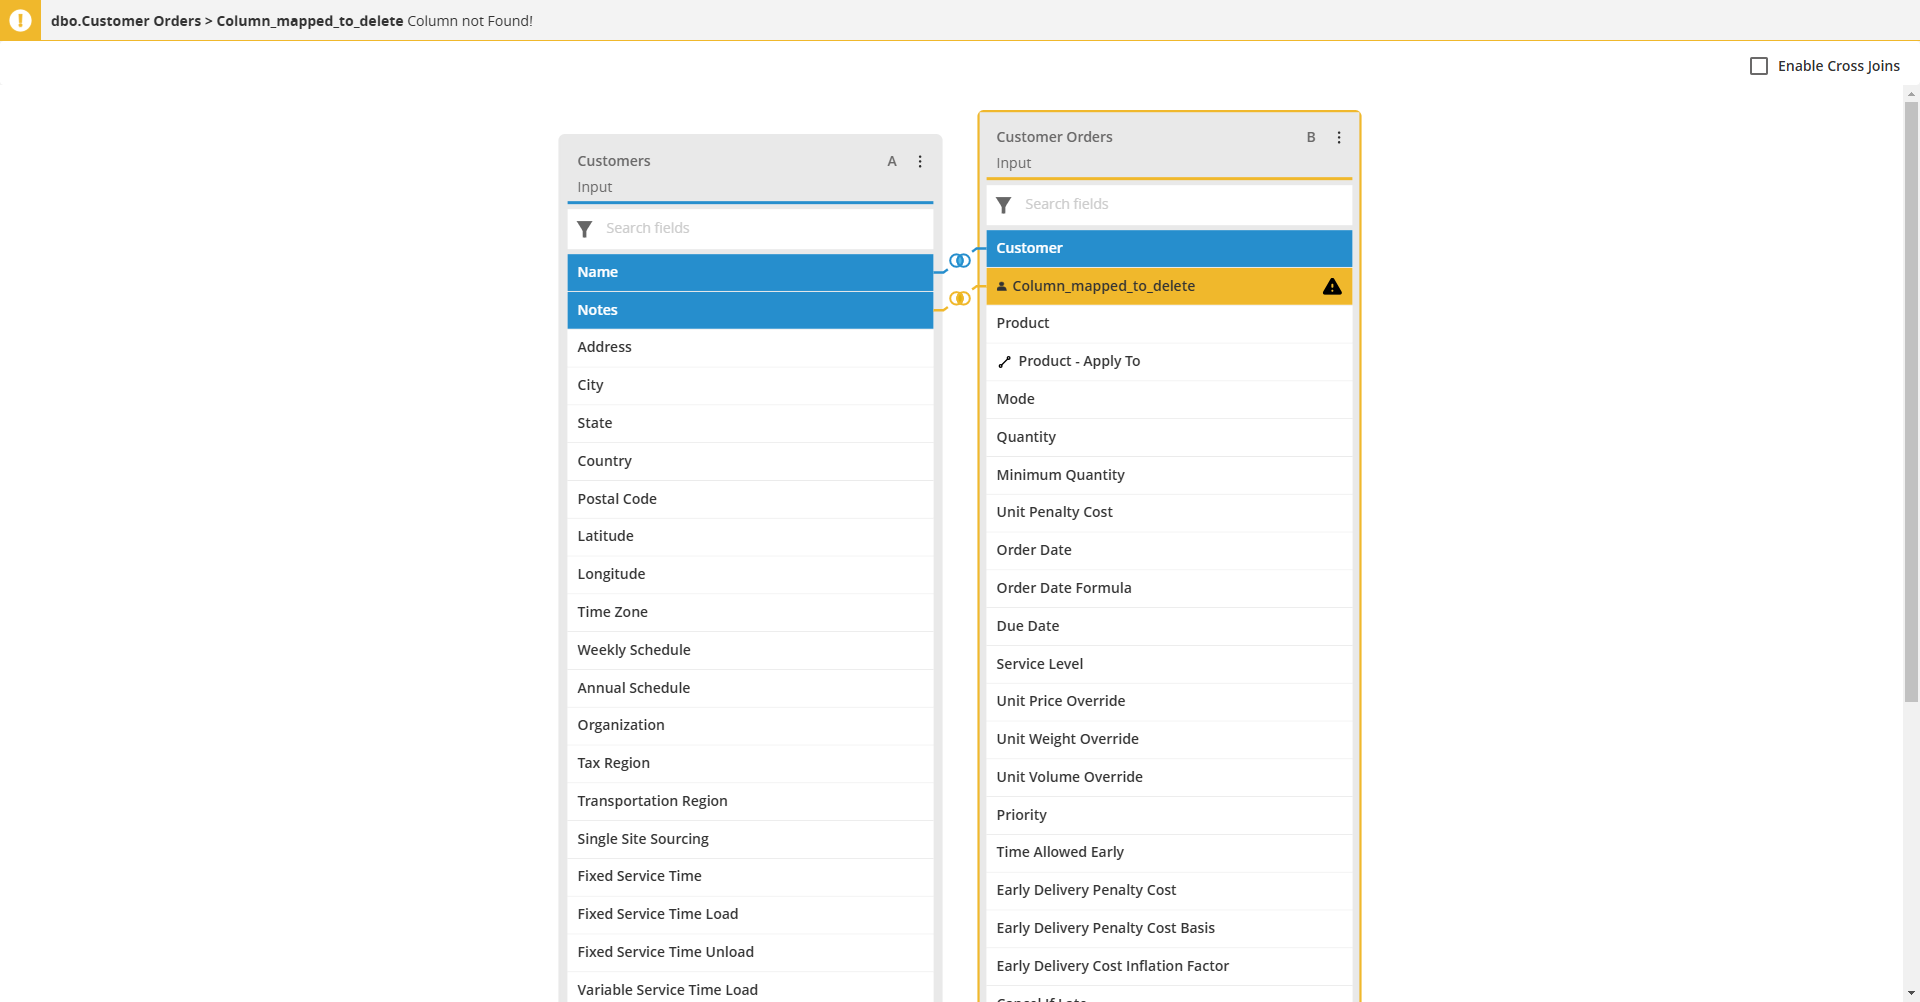 dbo.Customer Orders > Column_mapped_to_delete Column not Found!
Enable Cross Joins
Customers A
Input
Search fields
Name
Notes
Address
City
State
Country
Postal Code
Latitude
Longitude
Time Zone
Weekly Schedule
Annual Schedule
Organization
Tax Region
Transportation Region
Single Site Sourcing
Fixed Service Time
Fixed Service Time Load
Fixed Service Time Unload
Variable Service Time Load
Customer Orders B
Input
Search fields
Customer
Column_mapped_to_delete
Product
Product - Apply To
Mode
Quantity
Minimum Quantity
Unit Penalty Cost
Order Date
Order Date Formula
Due Date
Service Level
Unit Price Override
Unit Weight Override
Unit Volume Override
Priority
Time Allowed Early
Early Delivery Penalty Cost
Early Delivery Penalty Cost Basis
Early Delivery Cost Inflation Factor